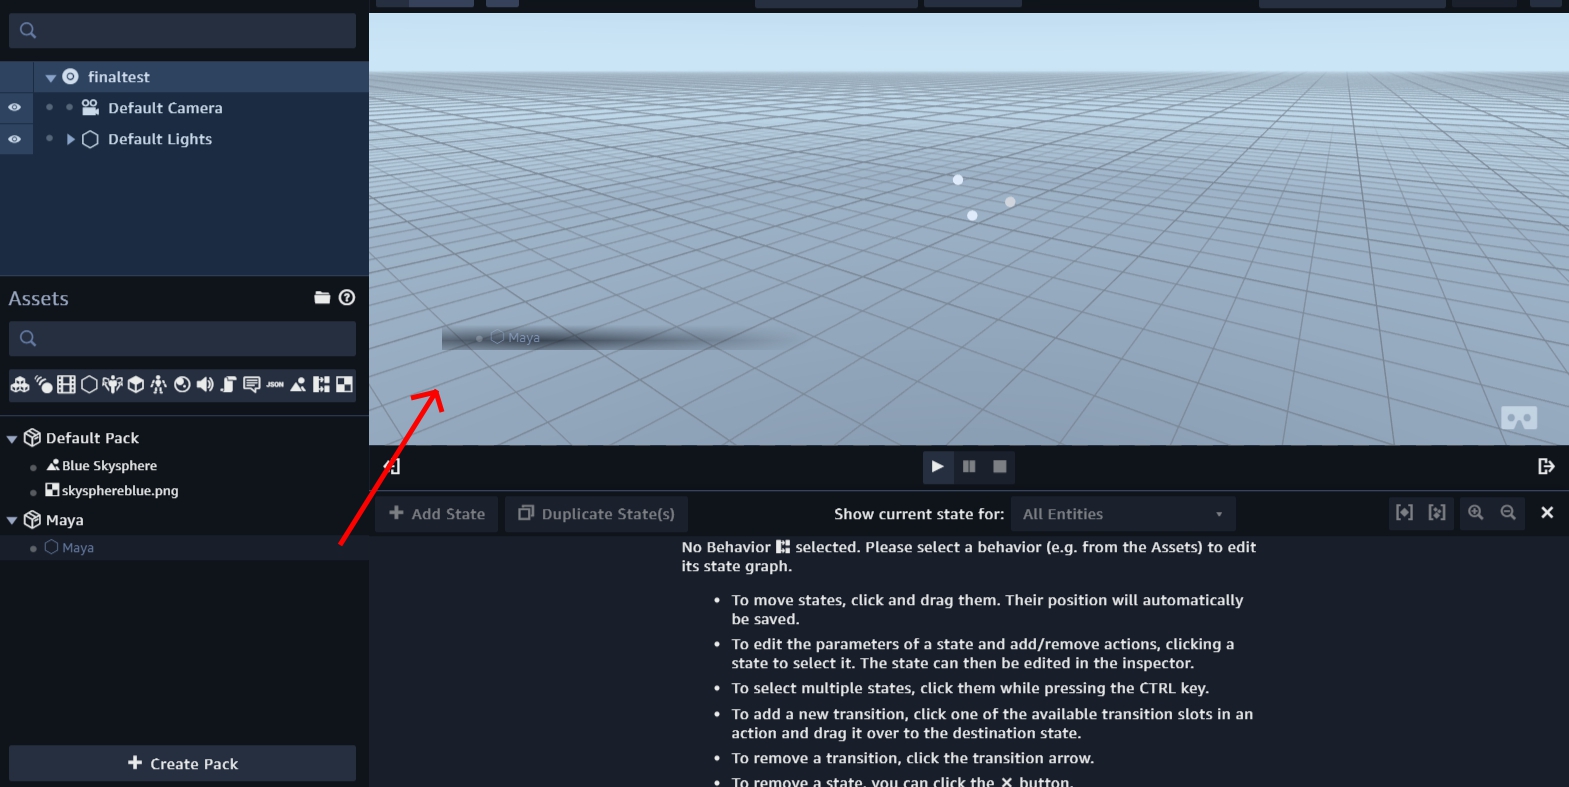 finaltest
Default Camera
Default Lights
Assets
JSON
Default Pack
Blue Skysphere
skysphereblue.png
Maya
Maya
Create Pack
Maya
Add State
Duplicate State(s)
Show current state for:
All Entities
No Behavior selected. Please select a behavior (e.g. from the Assets) to edit
its state graph.
• To move states, click and drag them. Their position will automatically
be saved.
• To edit the parameters of a state and add/remove actions, clicking a
state to select it. The state can then be edited in the inspector.
• To select multiple states, click them while pressing the CTRL key.
• To add a new transition, click one of the available transition slots in an
action and drag it over to the destination state.
• To remove a transition, click the transition arrow.
• To remove a state, you can click the ✕ button.